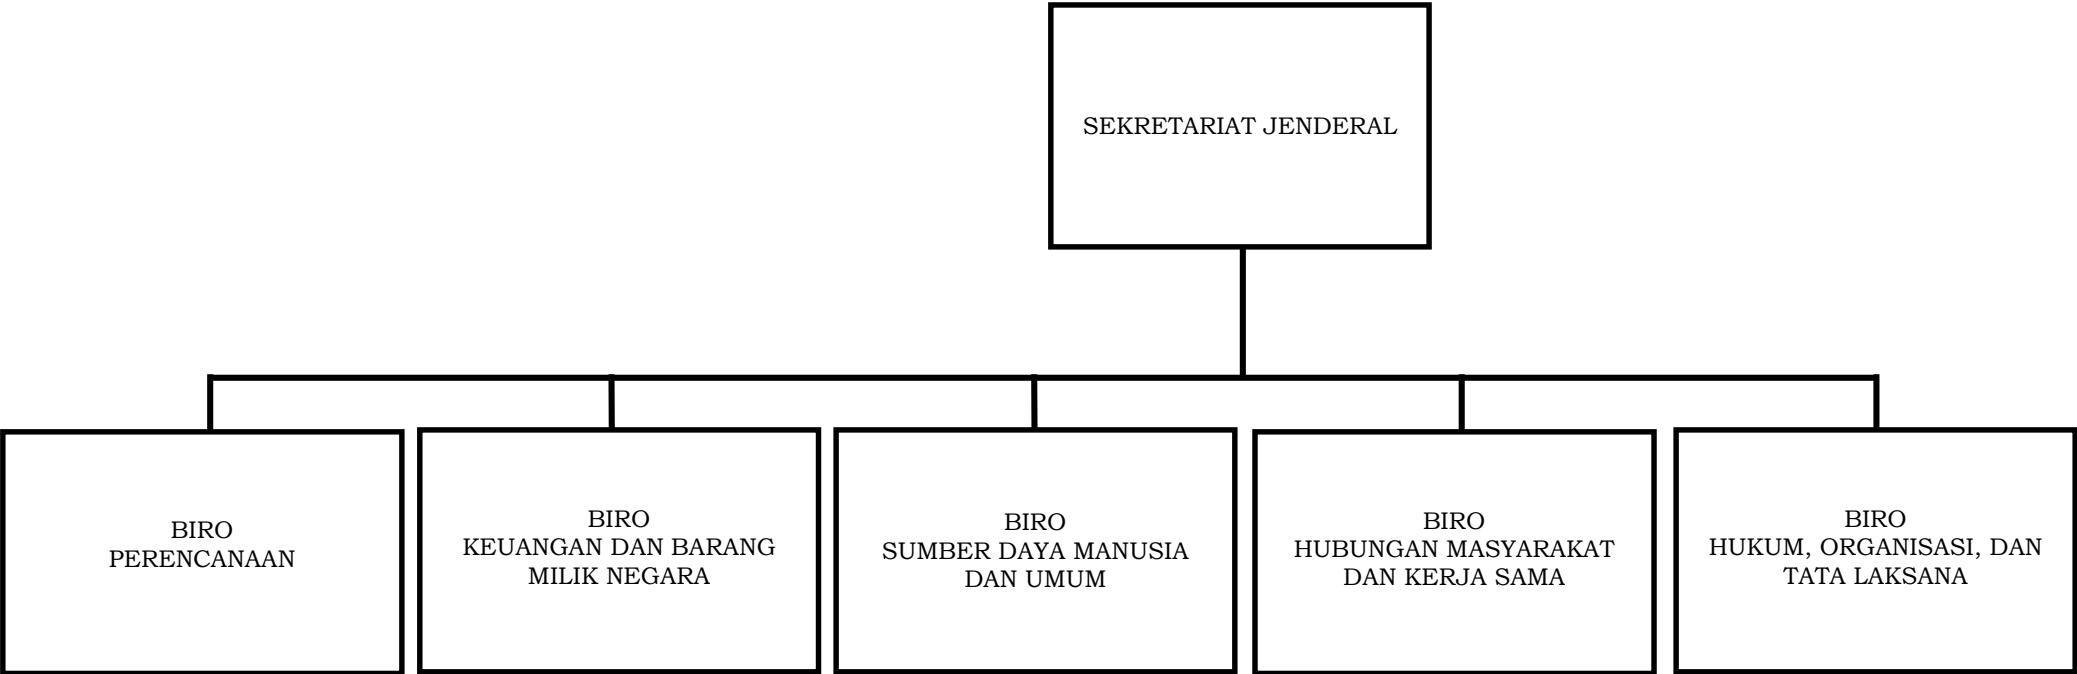 SEKRETARIAT JENDERAL
BIRO
PERENCANAAN
BIRO
KEUANGAN DAN BARANG
MILIK NEGARA
BIRO
SUMBER DAYA MANUSIA
DAN UMUM
BIRO
HUBUNGAN MASYARAKAT
DAN KERJA SAMA
BIRO
HUKUM, ORGANISASI, DAN
TATA LAKSANA